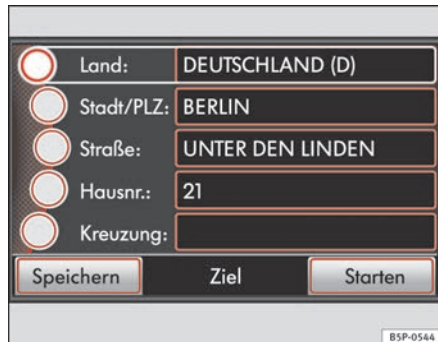 Land: DEUTSCHLAND (D)
Stadt/PLZ: BERLIN
Straße: UNTER DEN LINDEN
Hausnr.: 21
Kreuzung:
Speichern Ziel Starten
B5P-0544